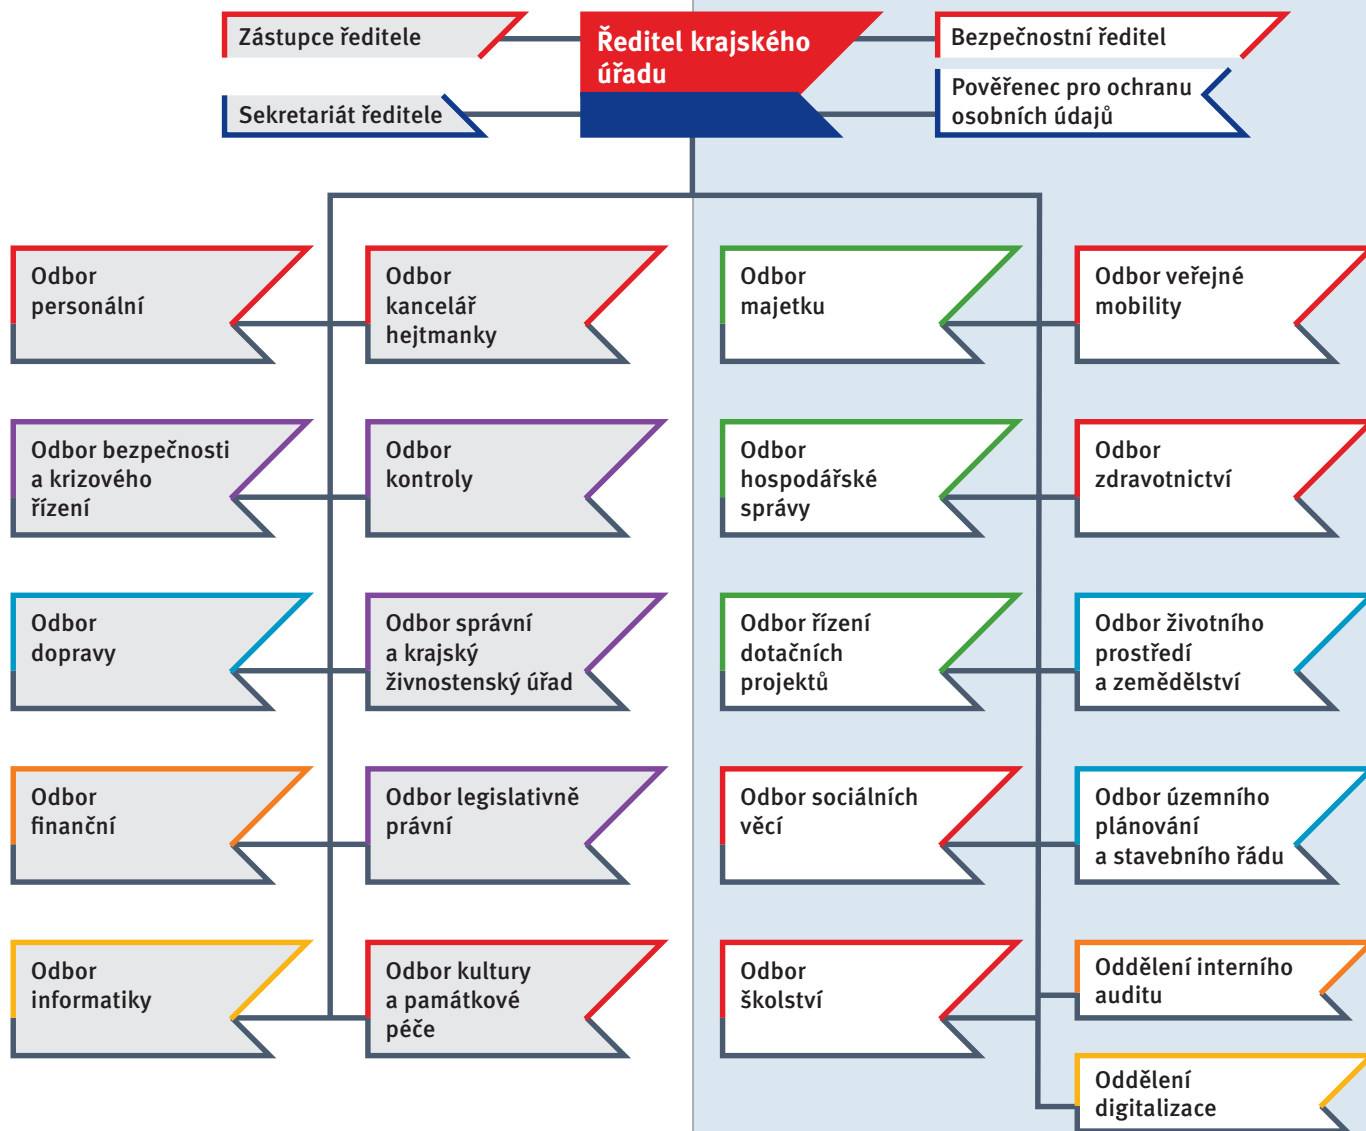 Zástupce ředitele
Ředitel krajského
úřadu
Bezpečnostní ředitel
Sekretariát ředitele
Pověřenec pro ochranu
osobních údajů
Odbor
personální
Odbor
kancelář
hejtmanky
Odbor
majetku
Odbor veřejné
mobility
Odbor bezpečnosti
a krizového
řízení
Odbor
kontroly
Odbor
hospodářské
správy
Odbor
zdravotnictví
Odbor
dopravy
Odbor správní
a krajský
živnostenský úřad
Odbor řízení
dotačních
projektů
Odbor životního
prostředí
a zemědělství
Odbor
finanční
Odbor legislativně
právní
Odbor sociálních
věcí
Odbor územního
plánování
a stavebního řádu
Odbor
informatiky
Odbor kultury
a památkové
péče
Odbor
školství
Oddělení interního
auditu
Oddělení
digitalizace